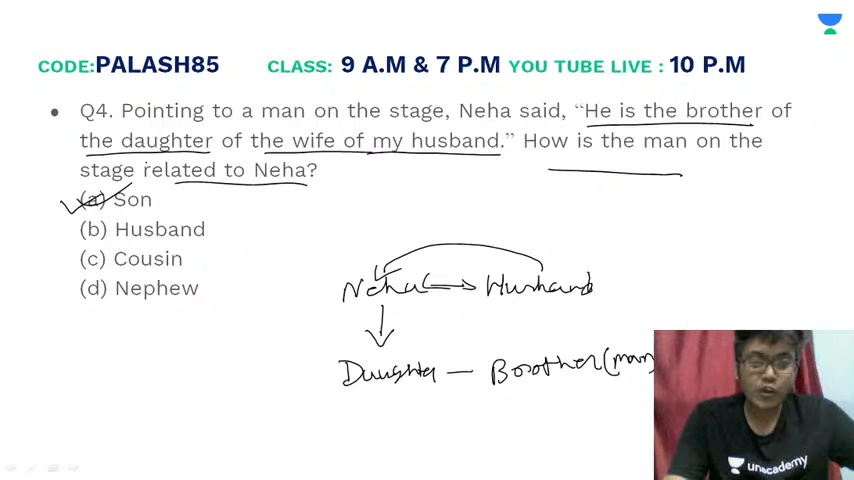 CODE:PALASH85 CLASS: 9 A.M & 7 P.M YOU TUBE LIVE : 10 P.M
• Q4. Pointing to a man on the stage, Neha said, “He is the brother of
the daughter of the wife of my husband.” How is the man on the
stage related to Neha?
(a) Son
(b) Husband
(c) Cousin
(d) Nephew
Neha Husband
Daughter — Brother (man)
unacademy